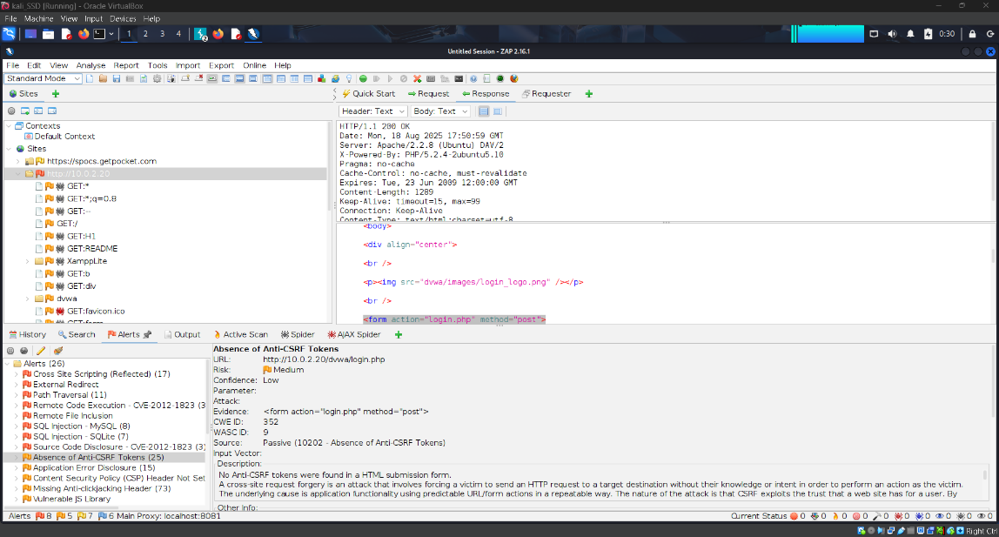 kali_SSD [Running] - Oracle VirtualBox
File Machine View Input Devices Help
1 2 3 4 2 0:30
Untitled Session - ZAP 2.16.1
File Edit View Analyse Report Tools Import Export Online Help
Standard Mode
Sites
Quick Start Request Response Requester
Header: Text Body: Text
Contexts
Default Context
Sites
https://spocs.getpocket.com
http://10.0.2.20
GET:*
GET:*;q=0.8
GET:--
GET:/
GET:H1
GET:README
XamppLite
GET:b
GET:div
dvwa
GET:favicon.ico
GET:form
HTTP/1.1 200 OK
Date: Mon, 18 Aug 2025 17:50:59 GMT
Server: Apache/2.2.8 (Ubuntu) DAV/2
X-Powered-By: PHP/5.2.4-2ubuntu5.10
Pragma: no-cache
Cache-Control: no-cache, must-revalidate
Expires: Tue, 23 Jun 2009 12:00:00 GMT
Content-Length: 1289
Keep-Alive: timeout=15, max=99
Connection: Keep-Alive
Content-Type: text/html;charset=utf-8
<body>
<div align="center">
<br />
<p><img src="dvwa/images/login_logo.png" /></p>
<br />
<form action="login.php" method="post">
History Search Alerts Output Active Scan Spider AJAX Spider
Alerts (26)
Cross Site Scripting (Reflected) (17)
External Redirect
Path Traversal (11)
Remote Code Execution - CVE-2012-1823 (3
Remote File Inclusion
SQL Injection - MySQL (8)
SQL Injection - SQLite (7)
Source Code Disclosure - CVE-2012-1823 (3)
Absence of Anti-CSRF Tokens (25)
Application Error Disclosure (15)
Content Security Policy (CSP) Header Not Set
Missing Anti-clickjacking Header (73)
Vulnerable JS Library
Absence of Anti-CSRF Tokens
URL: http://10.0.2.20/dvwa/login.php
Risk: Medium
Confidence: Low
Parameter:
Attack:
Evidence: <form action="login.php" method="post">
CWE ID: 352
WASC ID: 9
Source: Passive (10202 - Absence of Anti-CSRF Tokens)
Input Vector:
Description:
No Anti-CSRF tokens were found in a HTML submission form.
A cross-site request forgery is an attack that involves forcing a victim to send an HTTP request to a target destination without their knowledge or intent in order to perform an action as the victim.
The underlying cause is application functionality using predictable URL/form actions in a repeatable way. The nature of the attack is that CSRF exploits the trust that a web site has for a user. By
Other Info:
Alerts 8 5 7 6 Main Proxy: localhost:8081 Current Status 0 0 0 0 0 0 0 0 0 0
Right Ctrl